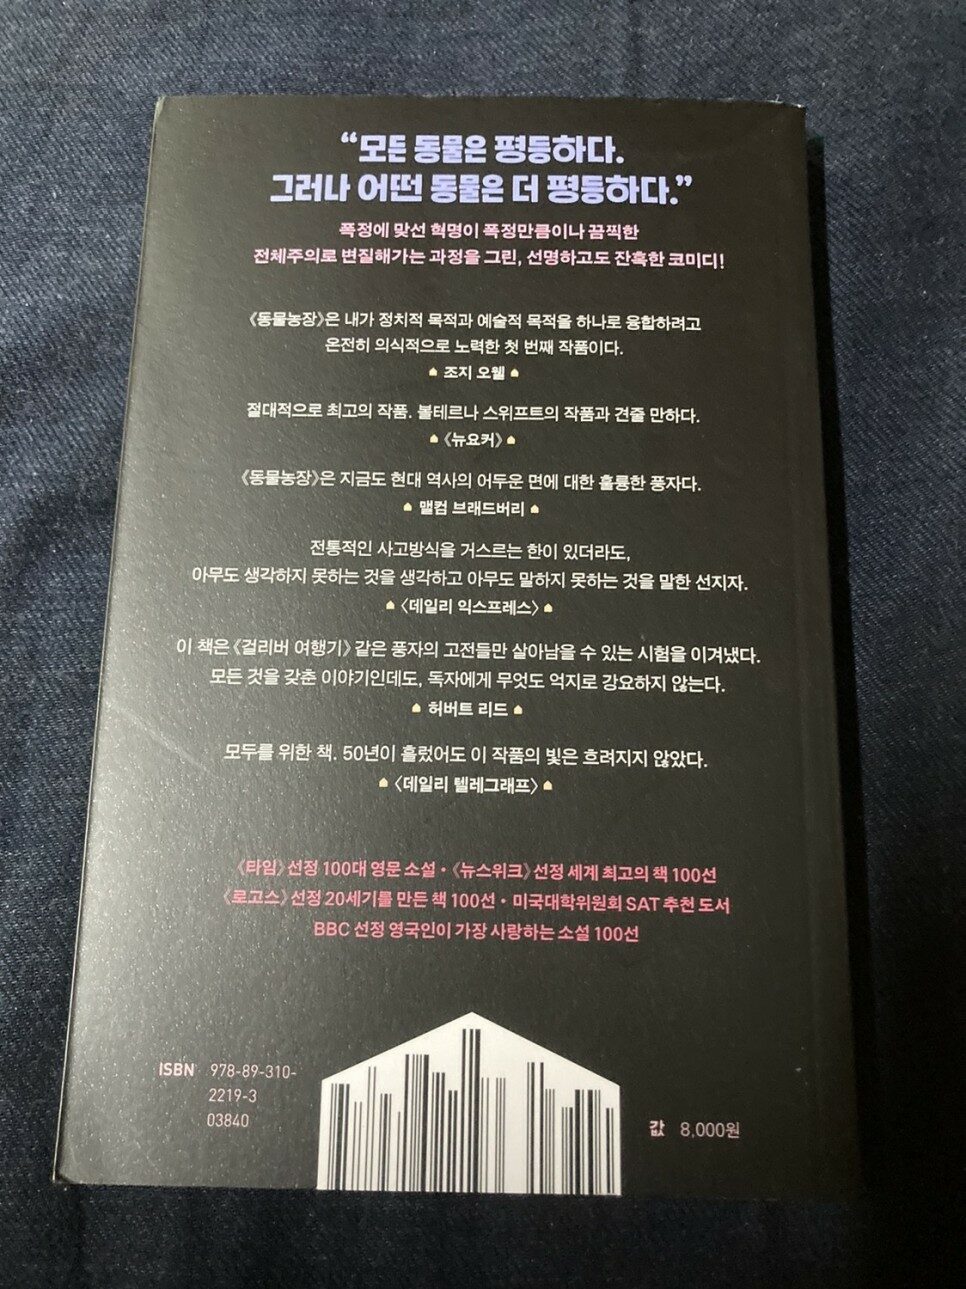 “모든 동물은 평등하다.
그러나 어떤 동물은 더 평등하다.”
폭정에 맞선 혁명이 폭정만큼이나 끔찍한
전체주의로 변질해가는 과정을 그린, 선명하고도 잔혹한 코미디!
《동물농장》은 내가 정치적 목적과 예술적 목적을 하나로 융합하려고
온전히 의식적으로 노력한 첫 번째 작품이다.
조지 오웰
절대적으로 최고의 작품. 볼테르나 스위프트의 작품과 견줄 만하다.
《뉴요커》
《동물농장》은 지금도 현대 역사의 어두운 면에 대한 훌륭한 풍자다.
맬컴 브래드버리
전통적인 사고방식을 거스르는 한이 있더라도,
아무도 생각하지 못하는 것을 생각하고 아무도 말하지 못하는 것을 말한 선지자.
〈데일리 익스프레스〉
이 책은 《걸리버 여행기》 같은 풍자의 고전들만 살아남을 수 있는 시험을 이겨냈다.
모든 것을 갖춘 이야기인데도, 독자에게 무엇도 억지로 강요하지 않는다.
허버트 리드
모두를 위한 책. 50년이 흘렀어도 이 작품의 빛은 흐려지지 않았다.
〈데일리 텔레그래프〉
《타임》 선정 100대 영문 소설 • 《뉴스위크》 선정 세계 최고의 책 100선
《로고스》 선정 20세기를 만든 책 100선 • 미국대학위원회 SAT 추천 도서
BBC 선정 영국인이 가장 사랑하는 소설 100선
ISBN 978-89-310-
2219-3
03840
값 8,000원